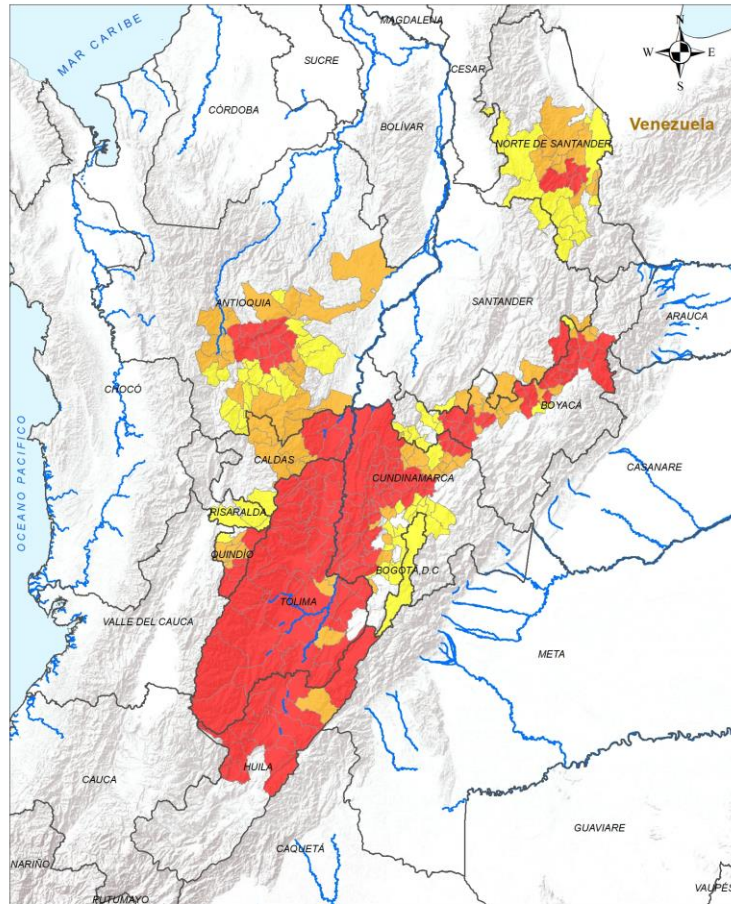 MAGDALENA
MAR CARIBE
SUCRE
CESAR
N
W E
S
CÓRDOBA
BOLÍVAR
Venezuela
NORTE DE SANTANDER
ANTIOQUIA
SANTANDER
ARAUCA
CHOCÓ
BOYACÁ
CALDAS
CUNDINAMARCA
CASANARE
OCEANO PACIFICO
RISARALDA
QUINDÍO
BOGOTÁ, D.C
TOLIMA
VALLE DEL CAUCA
META
HUILA
CAUCA
GUAVIARE
CAQUETÁ
NARIÑO
PUTUMAYO
VAUPÉS